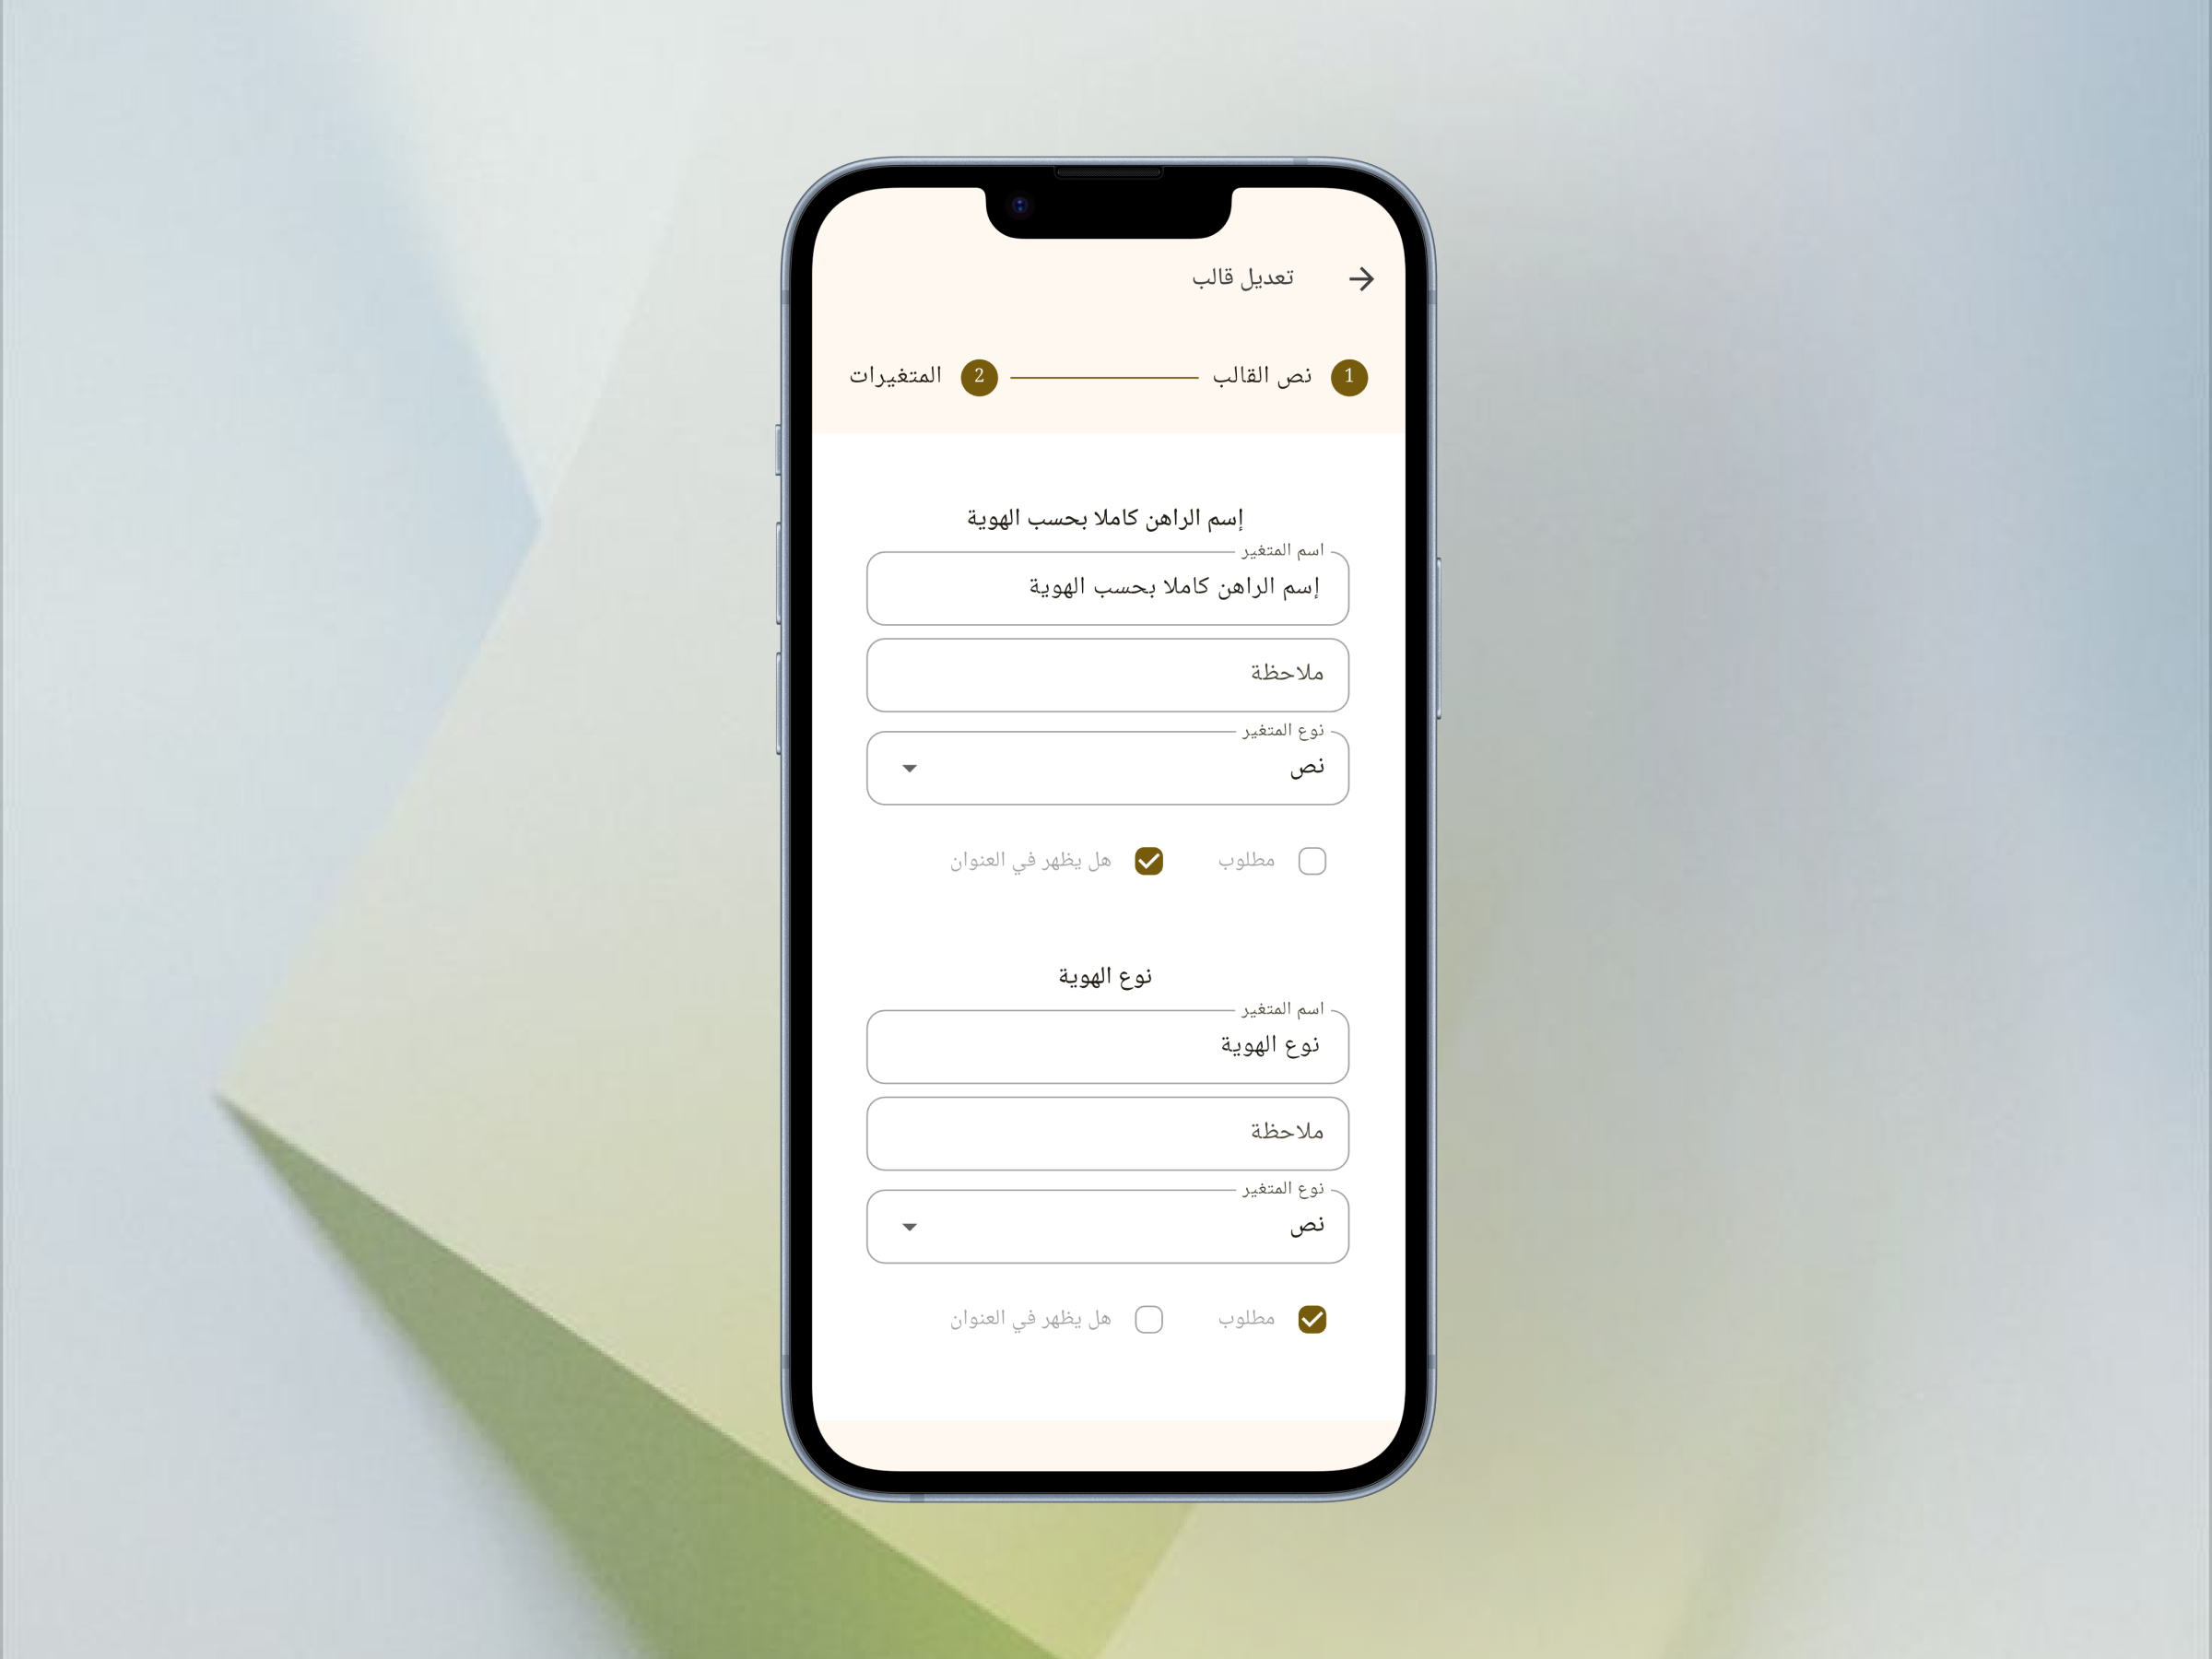 تعديل قالب
1 نص القالب 2 المتغيرات
إسم الراهن كاملا بحسب الهوية
اسم المتغير
إسم الراهن كاملا بحسب الهوية
ملاحظة
نوع المتغير
نص
مطلوب هل يظهر في العنوان
نوع الهوية
اسم المتغير
نوع الهوية
ملاحظة
نوع المتغير
نص
مطلوب هل يظهر في العنوان